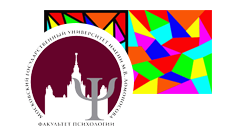 МОСКОВСКИЙ ГОСУДАРСТВЕННЫЙ УНИВЕРСИТЕТ ИМЕНИ М.В. ЛОМОНОСОВА
ФАКУЛЬТЕТ ПСИХОЛОГИИ